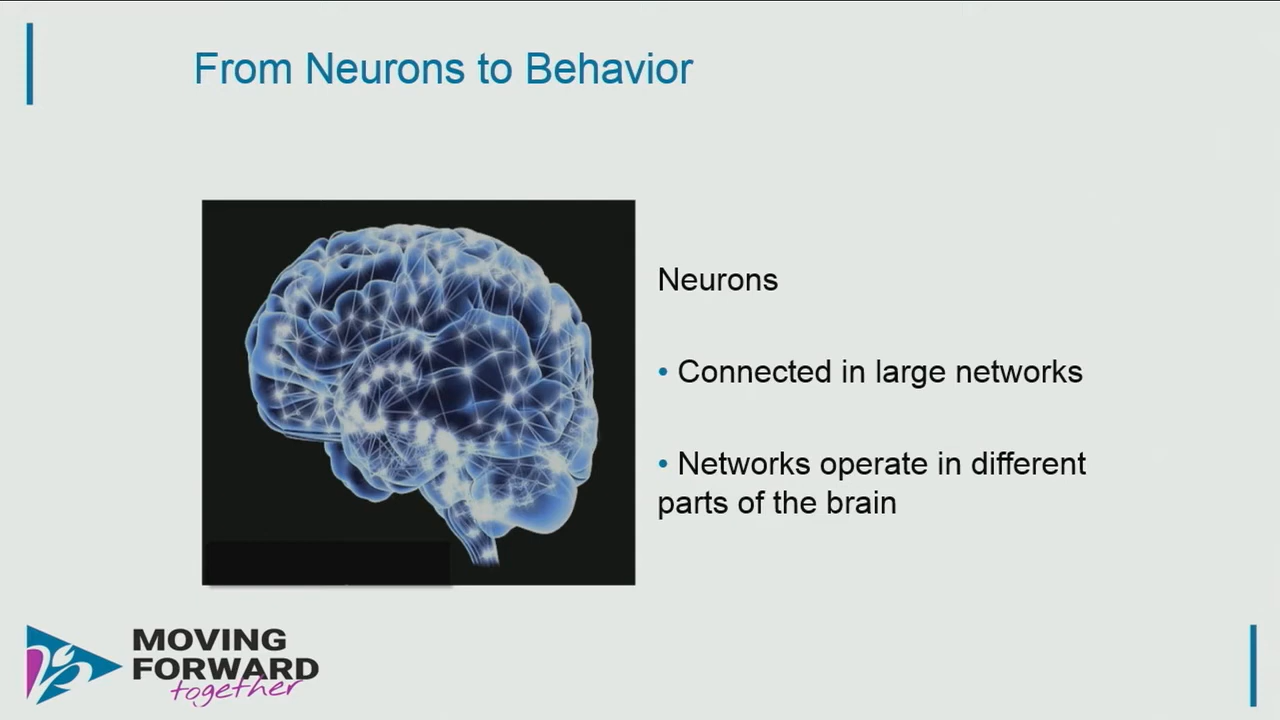 From Neurons to Behavior
Neurons
• Connected in large networks
• Networks operate in different
parts of the brain
MOVING
FORWARD
together